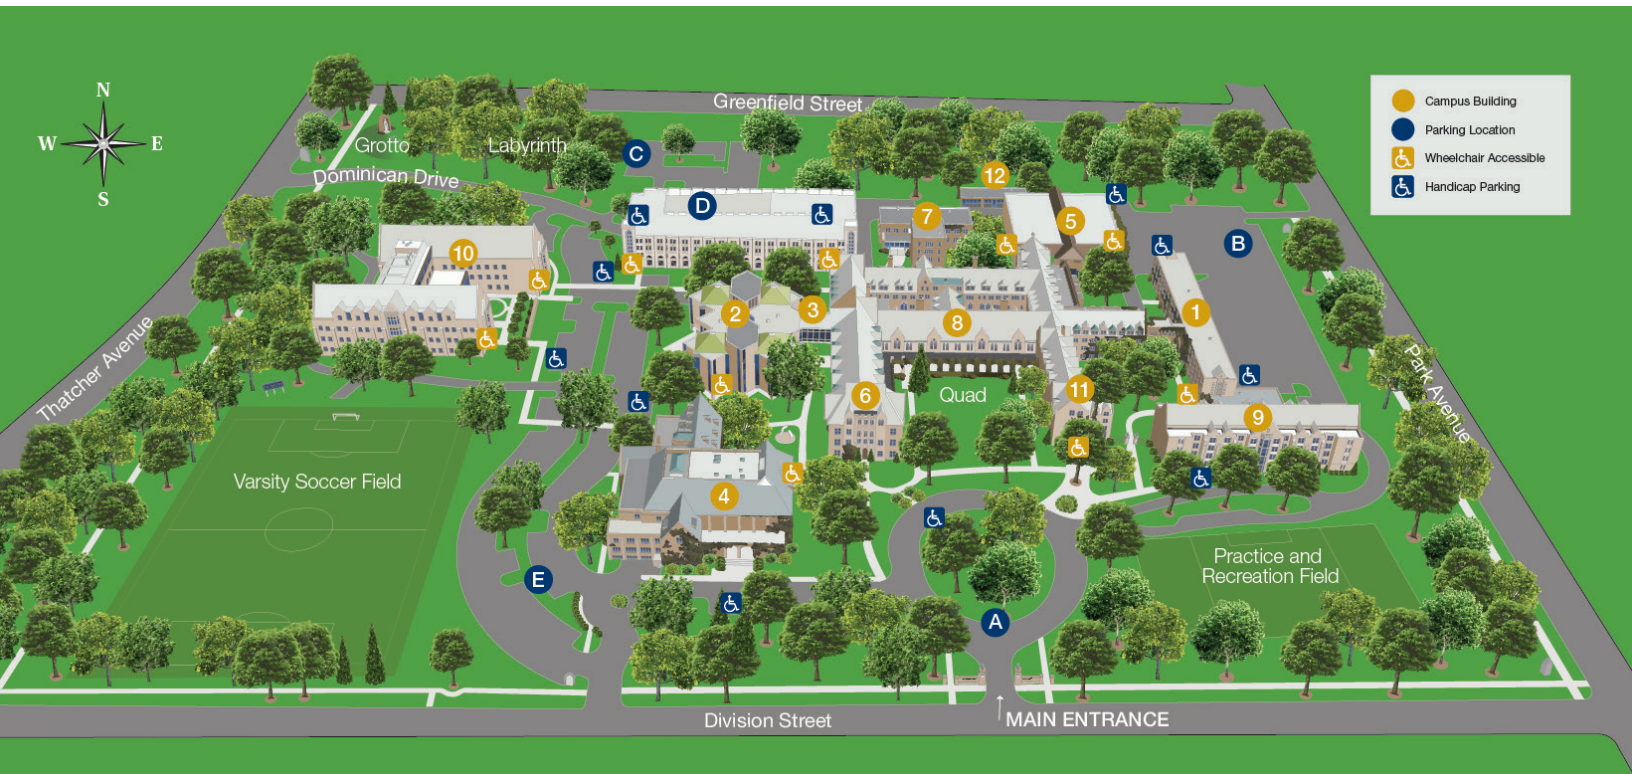 N
W E
S
Greenfield Street
Campus Building
Parking Location
Wheelchair Accessible
Handicap Parking
Grotto
Labyrinth
C
Dominican Drive
12
D
7
5
B
10
2
3
8
1
Thatcher Avenue
Park Avenue
6
Quad
11
9
Varsity Soccer Field
4
E
Practice and
Recreation Field
A
Division Street
MAIN ENTRANCE